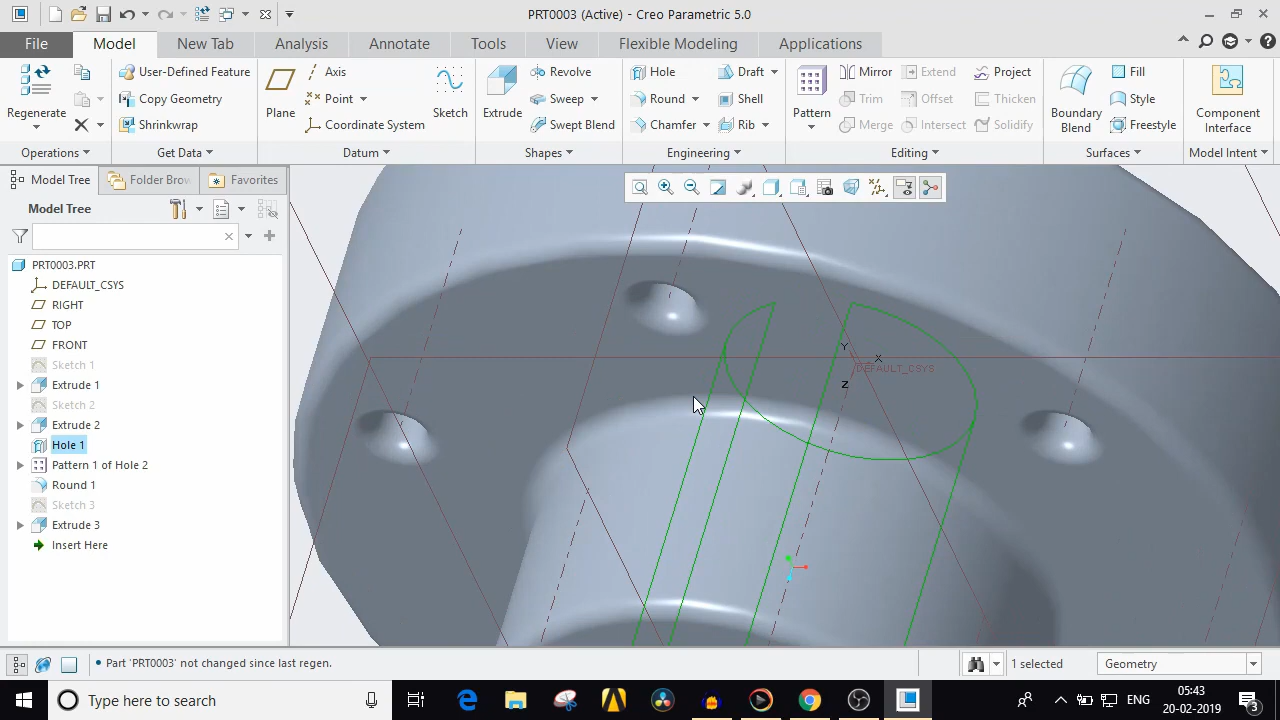 PRT0003 (Active) - Creo Parametric 5.0
File Model New Tab Analysis Annotate Tools View Flexible Modeling Applications
Regenerate
User-Defined Feature
Copy Geometry
Shrinkwrap
Plane
Axis
Point
Coordinate System
Sketch
Extrude
Revolve
Sweep
Swept Blend
Hole
Round
Chamfer
Draft
Shell
Rib
Pattern
Mirror
Trim
Merge
Extend
Offset
Intersect
Project
Thicken
Solidify
Boundary
Blend
Fill
Style
Freestyle
Component
Interface
Operations Get Data Datum Shapes Engineering Editing Surfaces Model Intent
Model Tree Folder Brow Favorites
Model Tree
PRT0003.PRT
DEFAULT_CSYS
RIGHT
TOP
FRONT
Sketch 1
Extrude 1
Sketch 2
Extrude 2
Hole 1
Pattern 1 of Hole 2
Round 1
Sketch 3
Extrude 3
Insert Here
Y
X
DEFAULT_CSYS
Z
• Part 'PRT0003' not changed since last regen.
1 selected
Geometry
Type here to search
ENG
05:43
20-02-2019
3